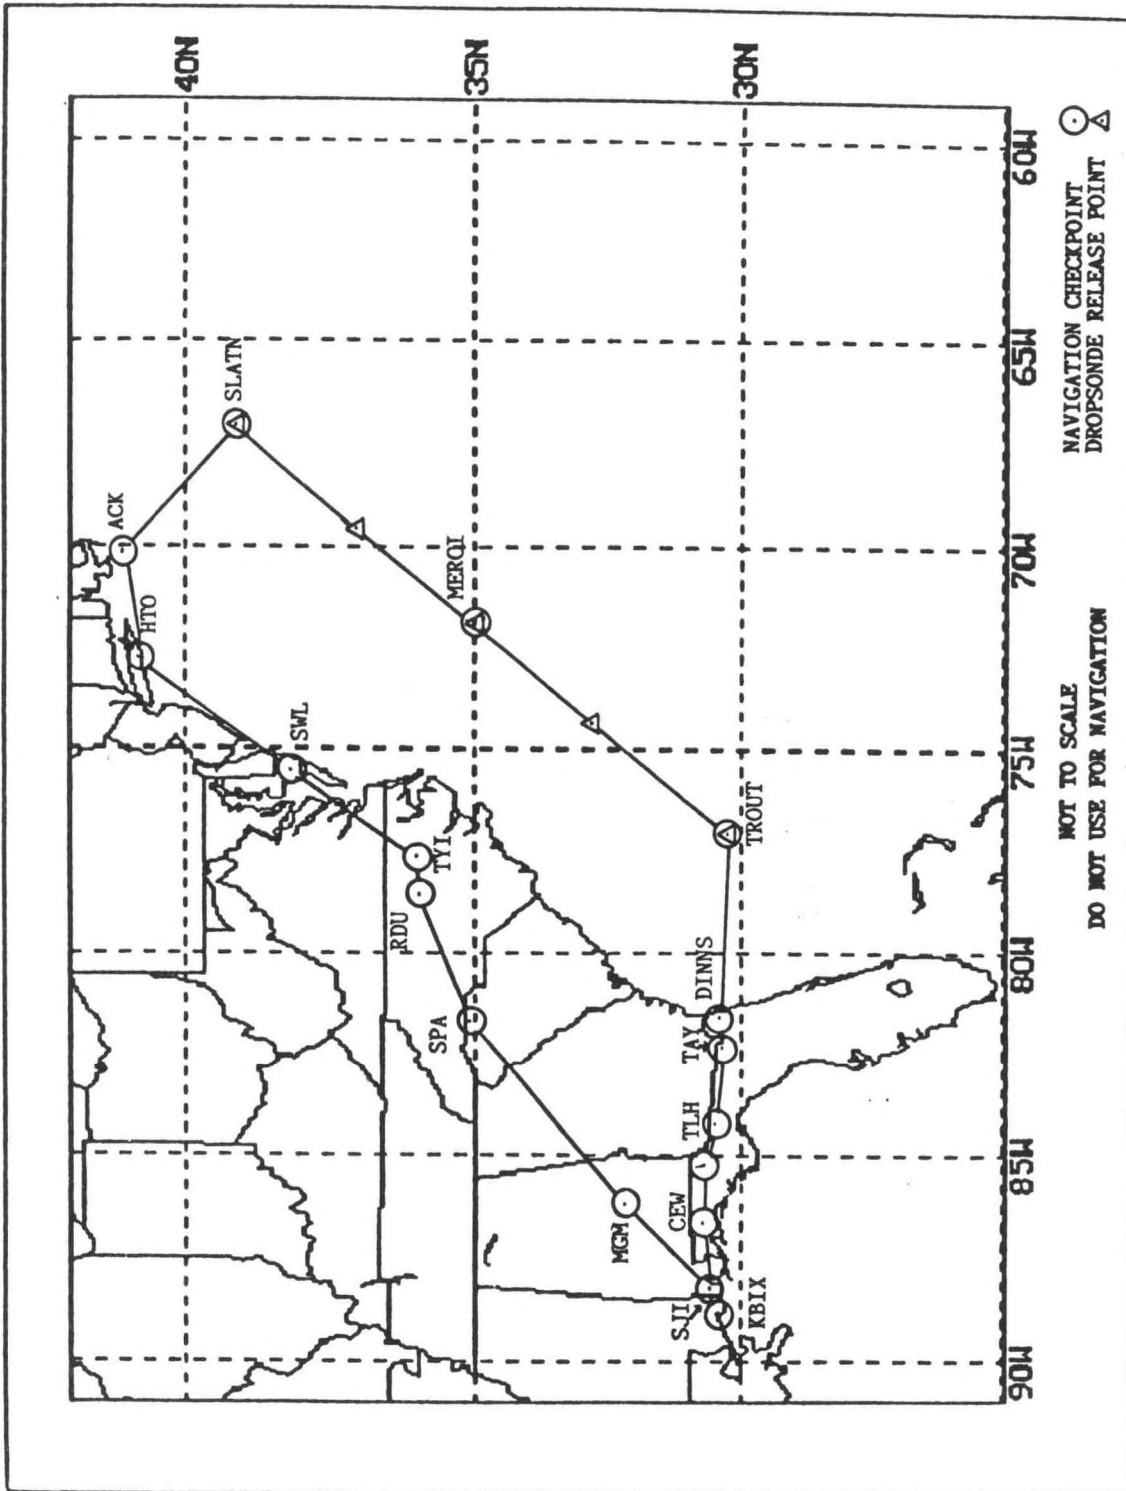 40N
35N
30N
60W
65W
70W
75W
80W
85W
90W
ACK
HTO
SLATN
SWL
MERQI
TYI
RDU
TROUT
SPA
DINNS
TAY
TLH
MGM
CEW
SJI
KBIX
NAVIGATION CHECKPOINT
DROPSONDE RELEASE POINT
NOT TO SCALE
DO NOT USE FOR NAVIGATION